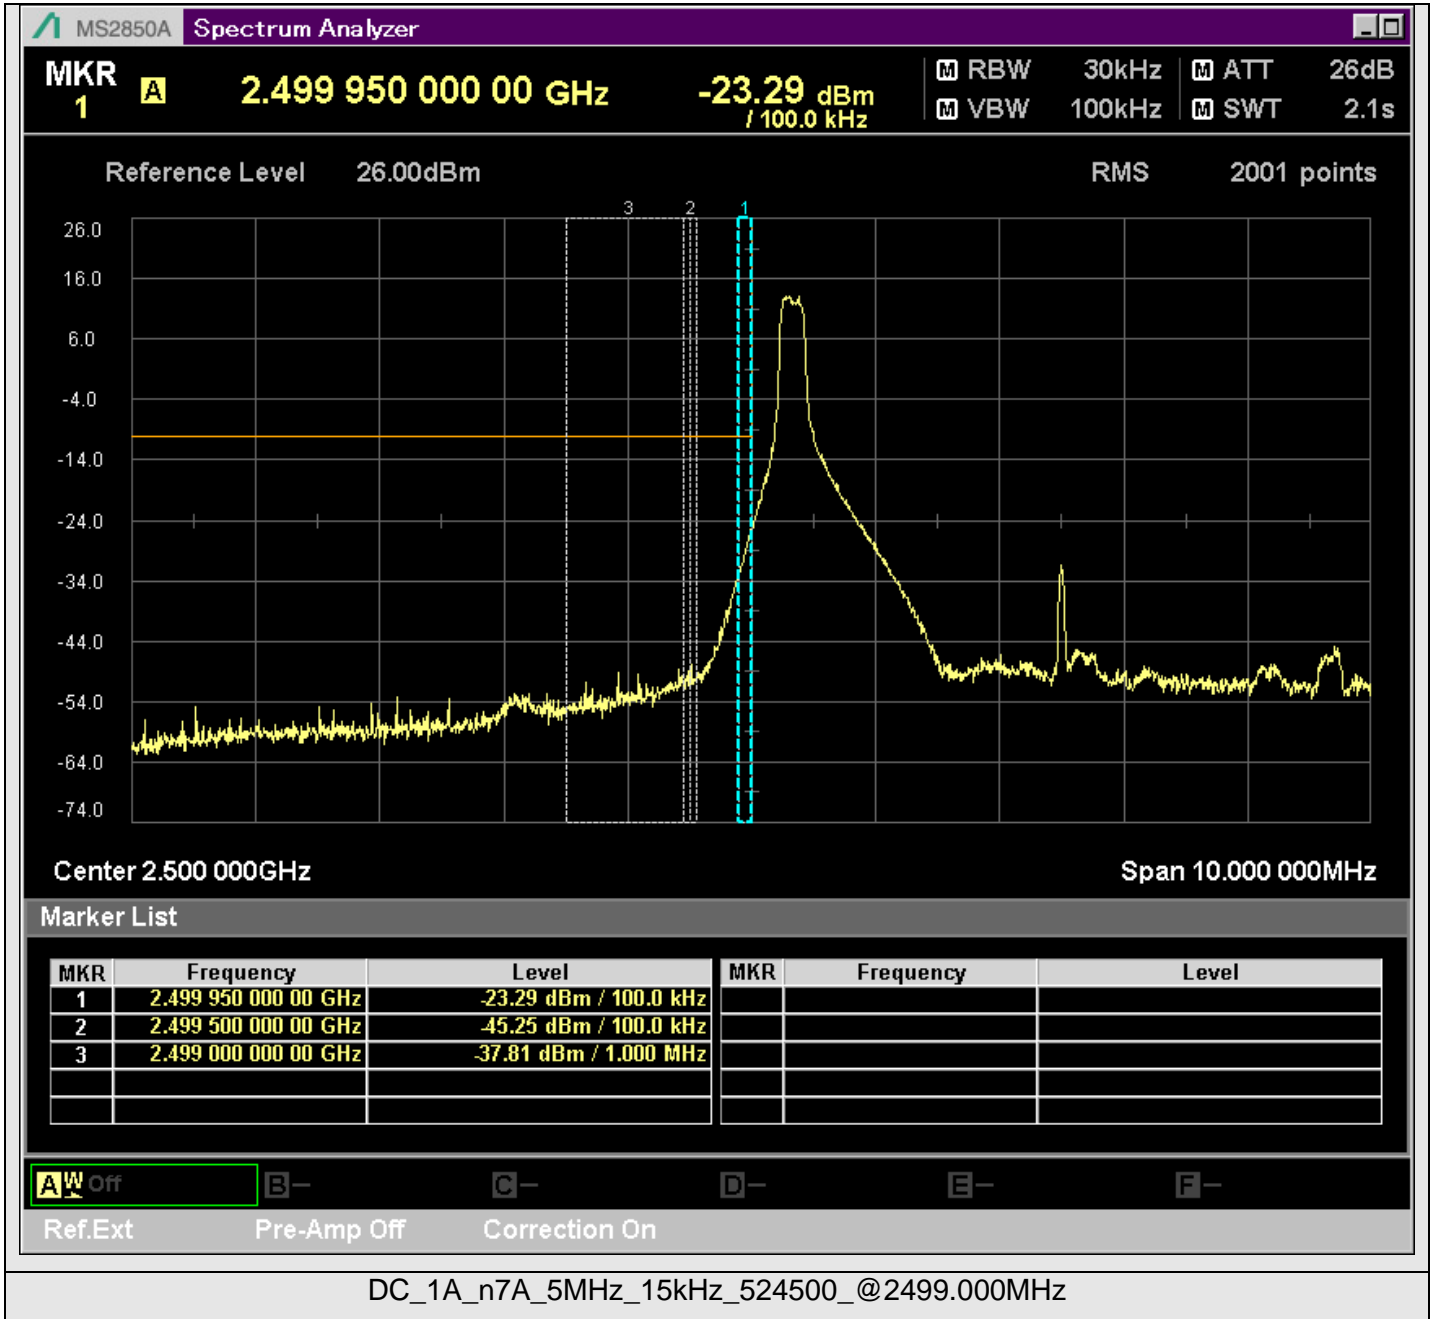 MS2850A Spectrum Analyzer
MKR 1 A 2.499 950 000 00 GHz -23.29 dBm / 100.0 kHz
M RBW 30kHz M ATT 26dB
M VBW 100kHz M SWT 2.1s
Reference Level 26.00dBm RMS 2001 points
3 2 1
26.0
16.0
6.0
-4.0
-14.0
-24.0
-34.0
-44.0
-54.0
-64.0
-74.0
Center 2.500 000GHz Span 10.000 000MHz
Marker List
MKR Frequency Level MKR Frequency Level
1 2.499 950 000 00 GHz -23.29 dBm / 100.0 kHz
2 2.499 500 000 00 GHz -45.25 dBm / 100.0 kHz
3 2.499 000 000 00 GHz -37.81 dBm / 1.000 MHz
A W Off B — C — D — E — F —
Ref.Ext Pre-Amp Off Correction On
DC_1A_n7A_5MHz_15kHz_524500_@2499.000MHz